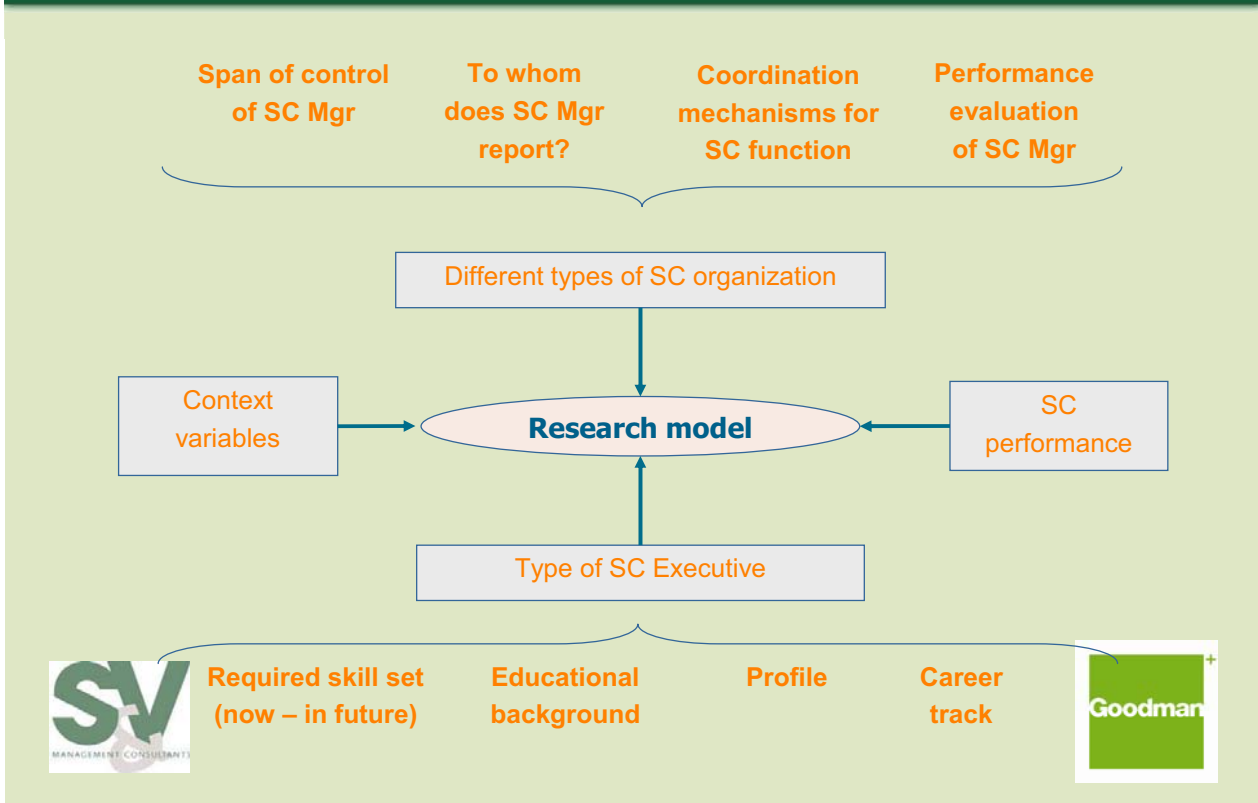 Span of control
of SC Mgr
To whom
does SC Mgr
report?
Coordination
mechanisms for
SC function
Performance
evaluation
of SC Mgr
Different types of SC organization
Context
variables
Research model
SC
performance
Type of SC Executive
S&V
MANAGEMENT CONSULTANTS
Required skill set
(now – in future)
Educational
background
Profile
Career
track
Goodman
+